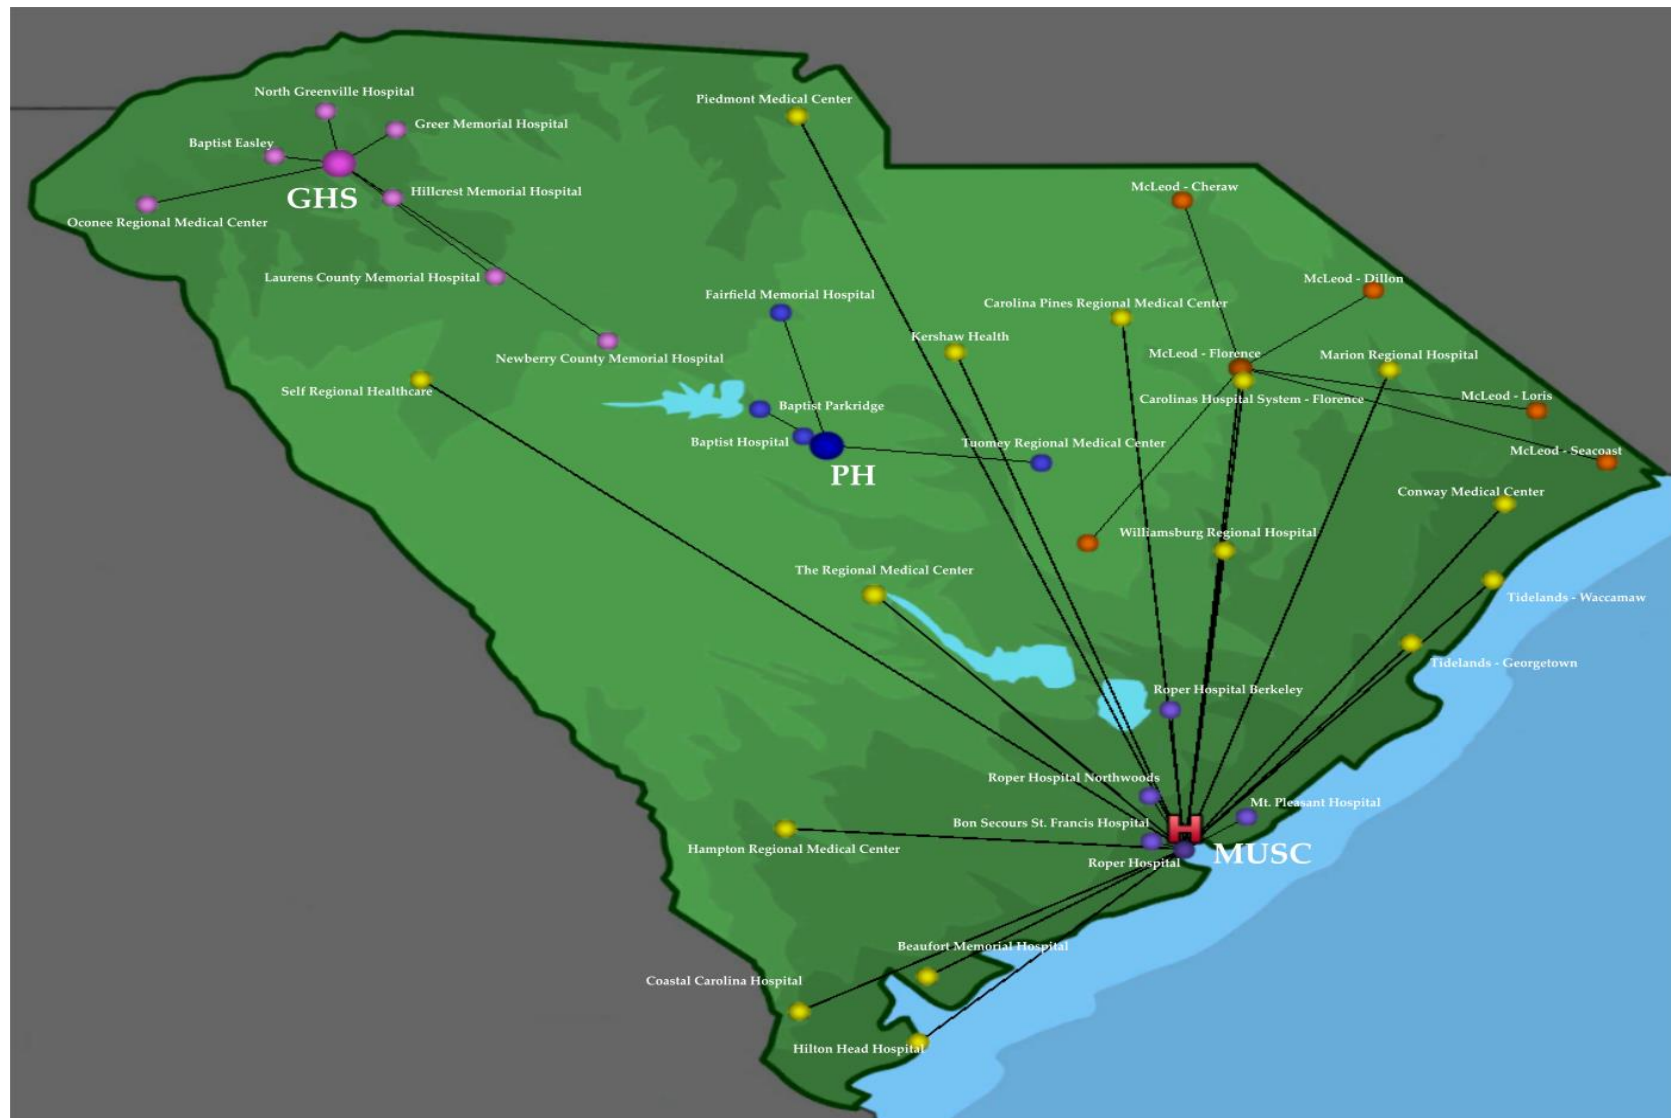 North Greenville Hospital
Piedmont Medical Center
Greer Memorial Hospital
Baptist Easley
GHS
Hillcrest Memorial Hospital
McLeod - Cheraw
Oconee Regional Medical Center
Laurens County Memorial Hospital
McLeod - Dillon
Fairfield Memorial Hospital
Carolina Pines Regional Medical Center
Kershaw Health
McLeod - Florence
Marion Regional Hospital
Newberry County Memorial Hospital
Self Regional Healthcare
McLeod - Loris
Carolinas Hospital System - Florence
Baptist Parkridge
Baptist Hospital
Tuomey Regional Medical Center
McLeod - Seacoast
PH
Conway Medical Center
Williamsburg Regional Hospital
The Regional Medical Center
Tidelands - Waccamaw
Tidelands - Georgetown
Roper Hospital Berkeley
Roper Hospital Northwoods
Mt. Pleasant Hospital
Bon Secours St. Francis Hospital
H
Hampton Regional Medical Center
MUSC
Roper Hospital
Beaufort Memorial Hospital
Coastal Carolina Hospital
Hilton Head Hospital